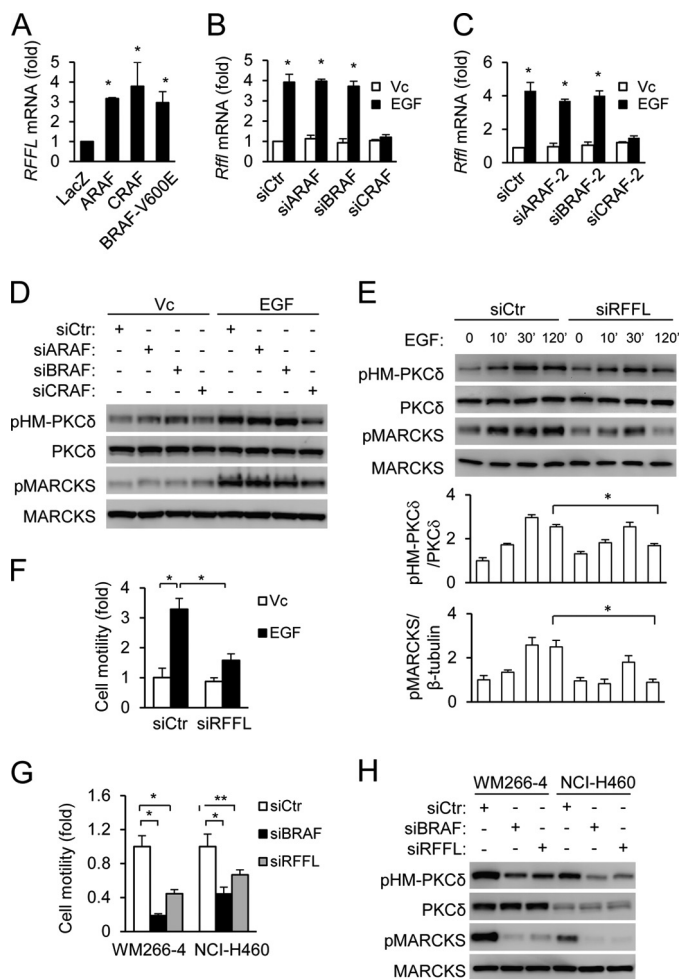 A
RFFL mRNA (fold)
5
4
3
2
1
0
*
*
*
LacZ
ARAF
CRAF
BRAF-V600E
B
Rffl mRNA (fold)
5
4
3
2
1
0
*
*
*
Vc
EGF
siCtr
siARAF
siBRAF
siCRAF
C
Rffl mRNA (fold)
6
4
2
0
*
*
*
Vc
EGF
siCtr
siARAF-2
siBRAF-2
siCRAF-2
D
Vc EGF
siCtr: + - - - + - - -
siARAF: - + - - - + - -
siBRAF: - - + - - - + -
siCRAF: - - - + - - - +
pHM-PKCδ
PKCδ
pMARCKS
MARCKS
E
siCtr siRFFL
EGF: 0 10' 30' 120' 0 10' 30' 120'
pHM-PKCδ
PKCδ
pMARCKS
MARCKS
pHM-PKCδ
/PKCδ
4
2
0
*
pMARCKS/
β-tubulin
4
2
0
*
F
Cell motility (fold)
4
3
2
1
0
* *
Vc
EGF
siCtr siRFFL
G
Cell motility (fold)
1.6
1.2
0.8
0.4
0
*
*
**
*
siCtr
siBRAF
siRFFL
WM266-4 NCI-H460
H
WM266-4 NCI-H460
siCtr: + - - + - -
siBRAF: - + - - + -
siRFFL: - - + - - +
pHM-PKCδ
PKCδ
pMARCKS
MARCKS